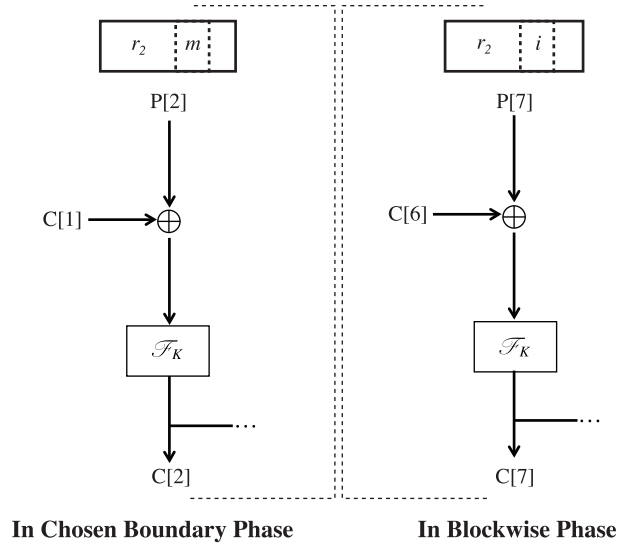 r₂ m
P[2]
C[1]
ℱK
...
C[2]
In Chosen Boundary Phase
r₂ i
P[7]
C[6]
ℱK
...
C[7]
In Blockwise Phase